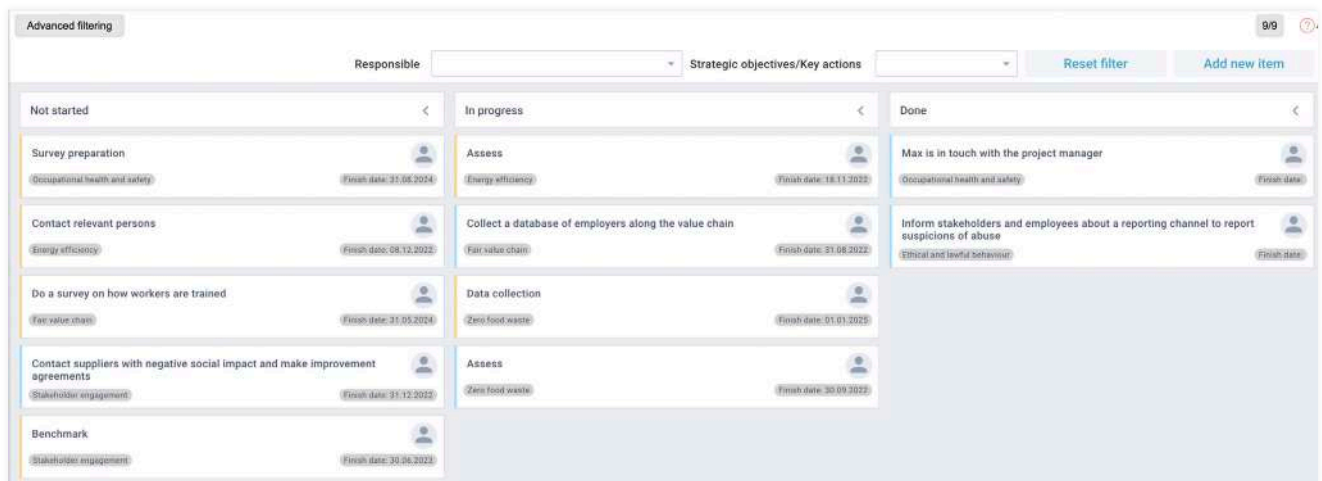 Advanced filtering
9/9
?
Responsible
Strategic objectives/Key actions
Reset filter
Add new item
Not started
Survey preparation
Occupational health and safety
Finish date: 31.08.2024
Contact relevant persons
Energy efficiency
Finish date: 08.12.2022
Do a survey on how workers are trained
Fair value chain
Finish date: 31.05.2024
Contact suppliers with negative social impact and make improvement
agreements
Stakeholder engagement
Finish date: 31.12.2022
Benchmark
Stakeholder engagement
Finish date: 30.06.2023
In progress
Assess
Energy efficiency
Finish date: 18.11.2022
Collect a database of employers along the value chain
Fair value chain
Finish date: 31.08.2022
Data collection
Zero food waste
Finish date: 01.01.2025
Assess
Zero food waste
Finish date: 30.09.2022
Done
Max is in touch with the project manager
Occupational health and safety
Finish date:
Inform stakeholders and employees about a reporting channel to report
suspicions of abuse
Ethical and lawful behaviour
Finish date: